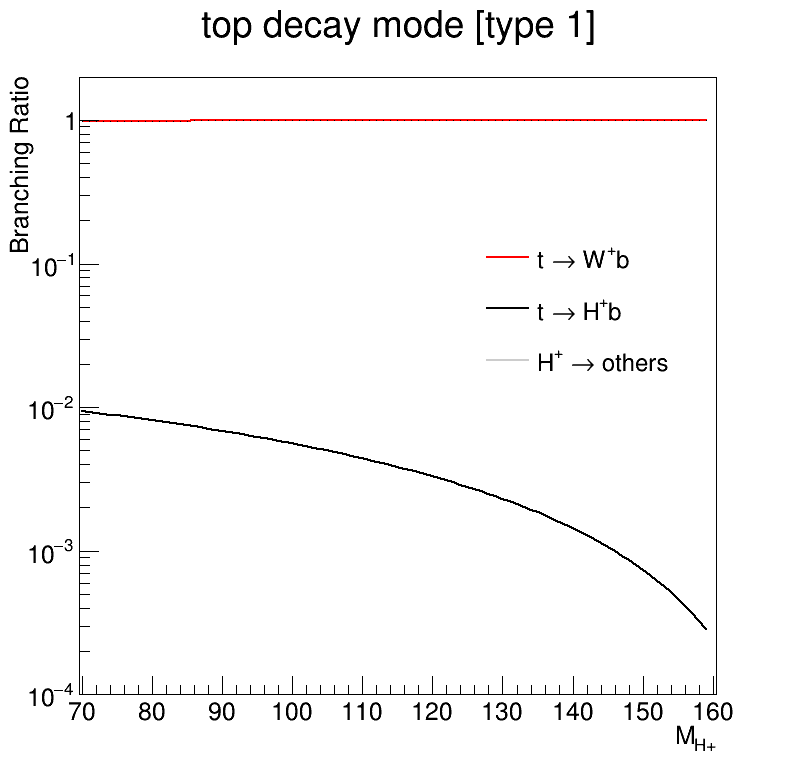 top decay mode [type 1]
Branching Ratio
1
10⁻¹
10⁻²
10⁻³
10⁻⁴
t → W⁺b
t → H⁺b
H⁺ → others
70 80 90 100 110 120 130 140 150 160
M_H+